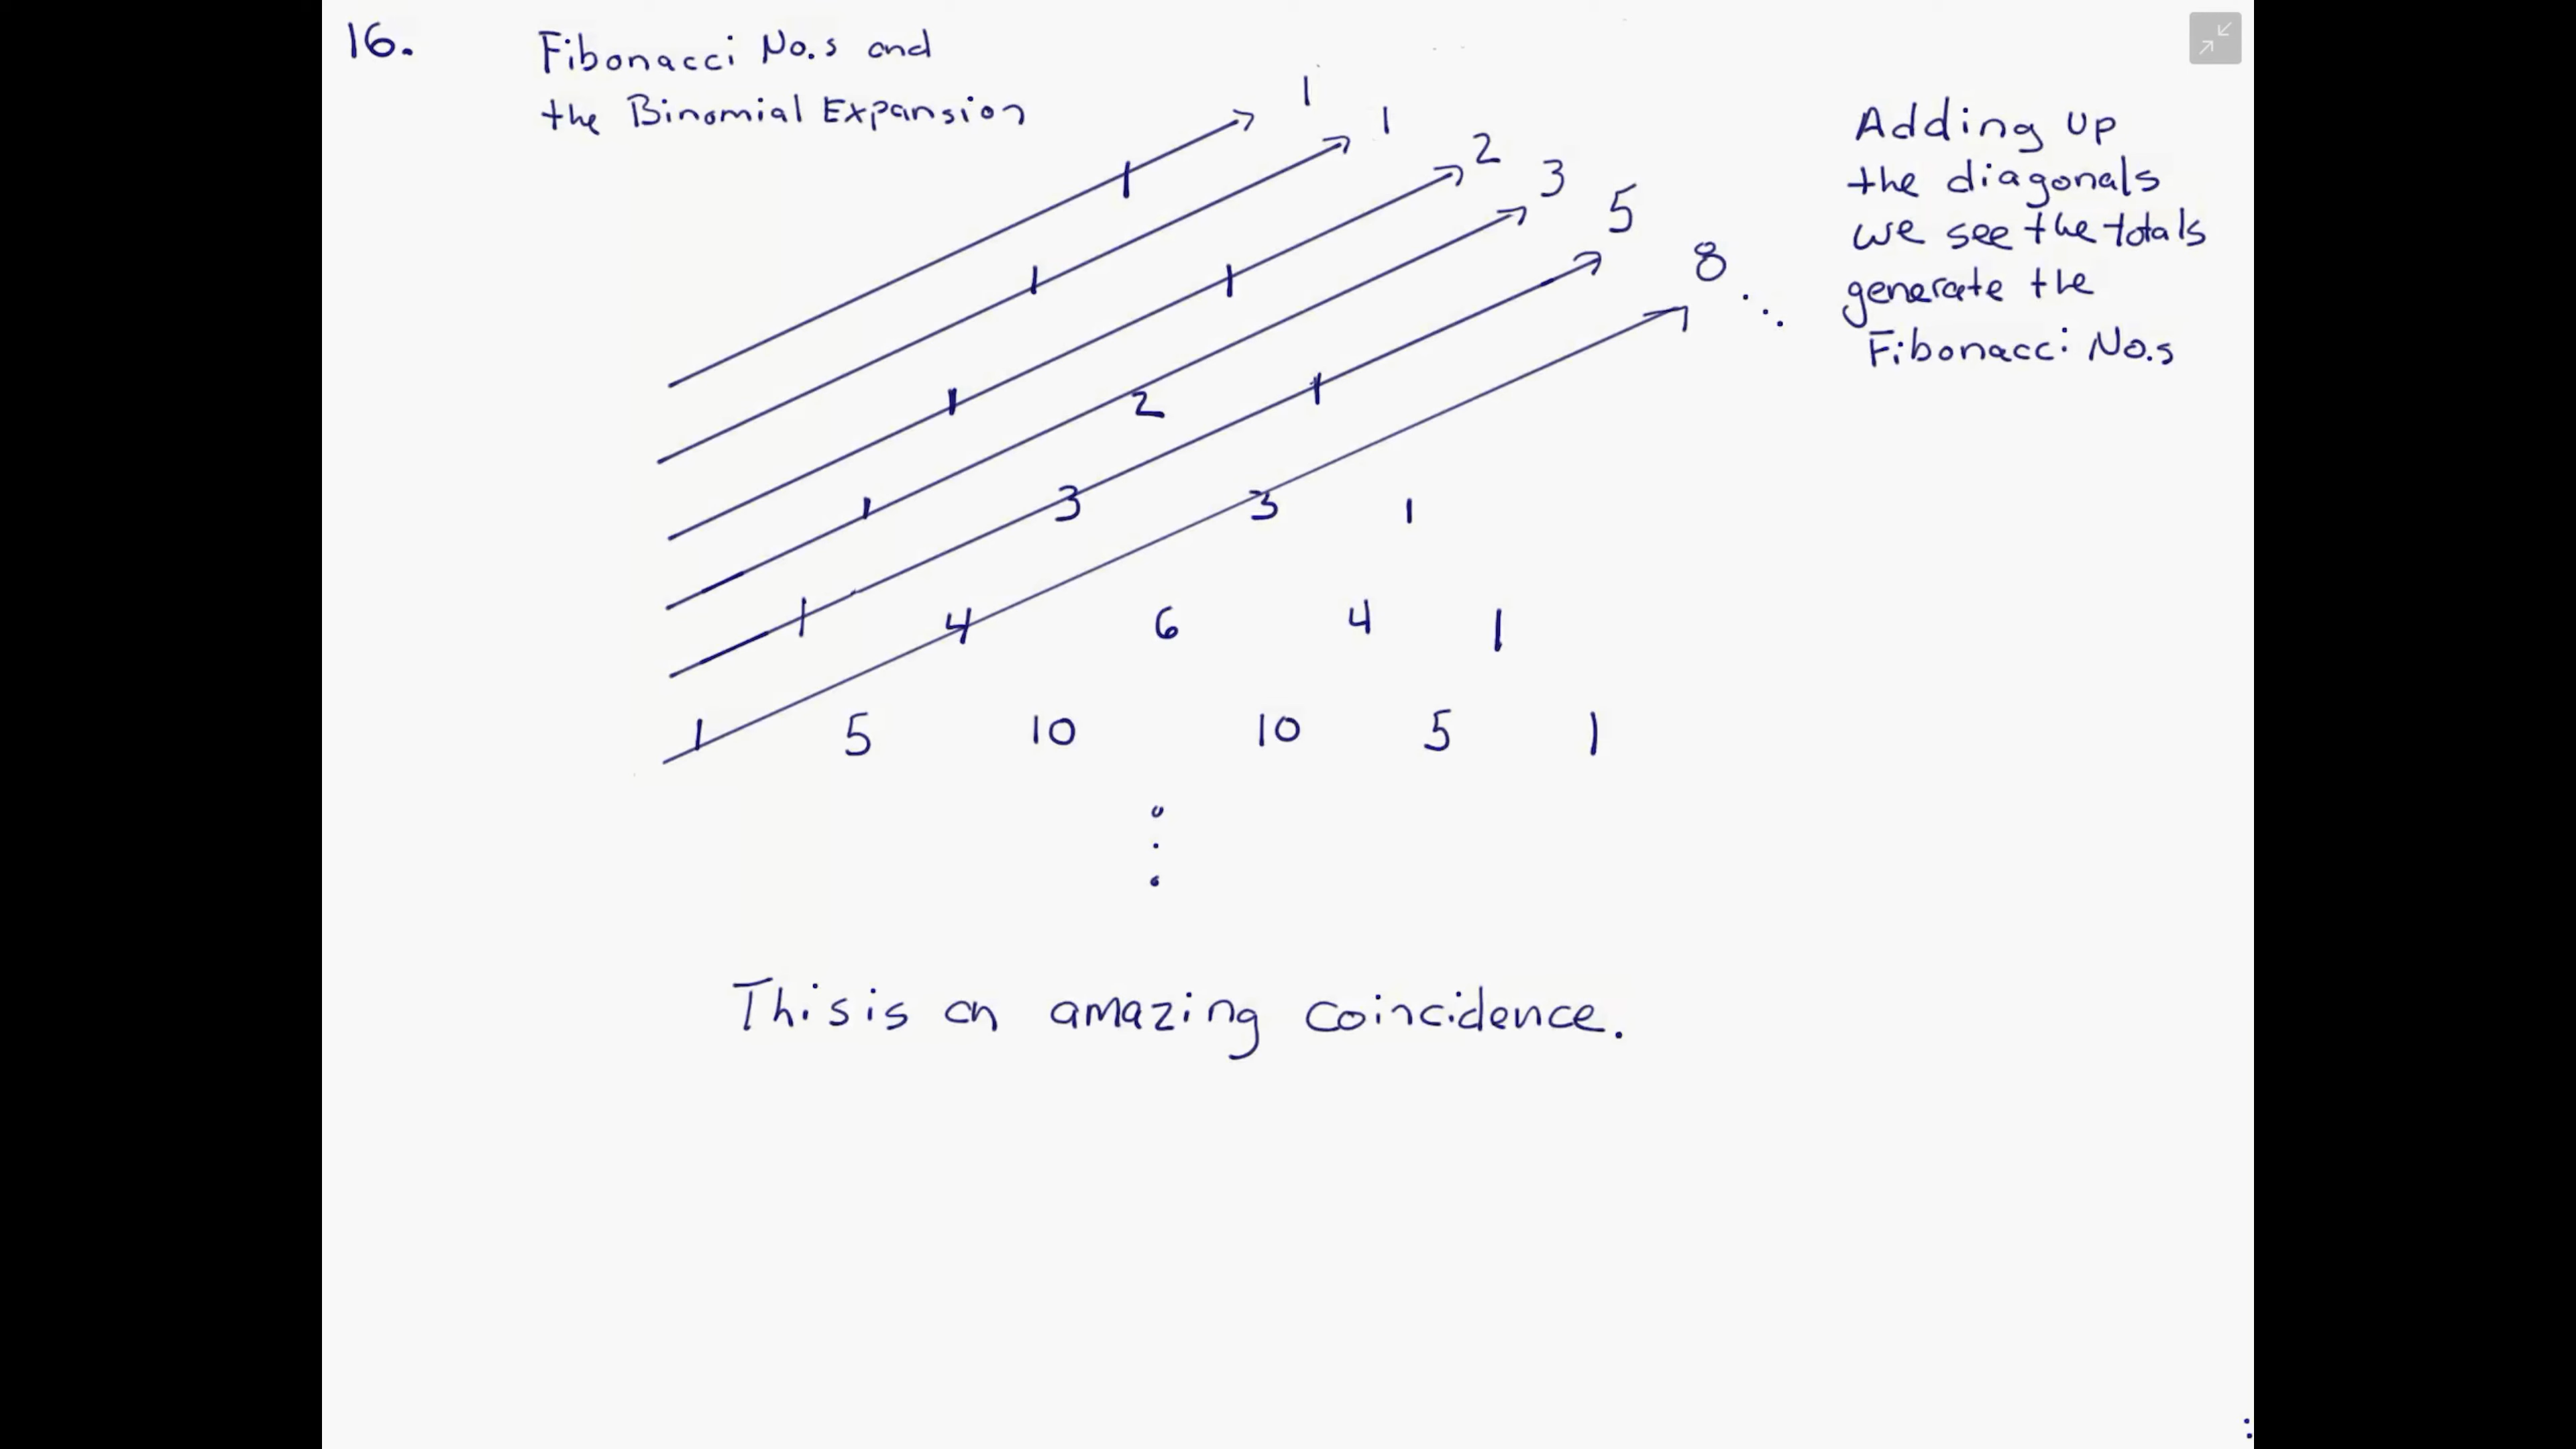 16.
Fibonacci No.s and
the Binomial Expansion
1
1
2
3
5
8
Adding up
the diagonals
we see the totals
generate the
Fibonacci No.s
1
1 1
1 2 1
1 3 3 1
1 4 6 4 1
1 5 10 10 5 1
This is an amazing coincidence.